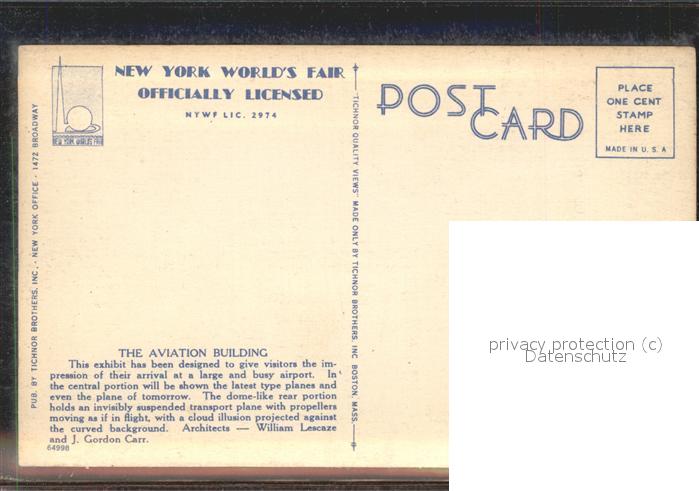 NEW YORK WORLD'S FAIR
OFFICIALLY LICENSED
NYWF LIC. 2974
NEW YORK WORLD'S FAIR
PUB. BY TICHNOR BROTHERS, INC. - NEW YORK OFFICE - 1472 BROADWAY
THE AVIATION BUILDING
This exhibit has been designed to give visitors the im-
pression of their arrival at a large and busy airport. In
the central portion will be shown the latest type planes and
even the plane of tomorrow. The dome-like rear portion
holds an invisibly suspended transport plane with propellers
moving as if in flight, with a cloud illusion projected against
the curved background. Architects — William Lescaze
and J. Gordon Carr.
64998
"TICHNOR QUALITY VIEWS" MADE ONLY BY TICHNOR BROTHERS, INC. BOSTON, MASS.
POST
CARD
PLACE
ONE CENT
STAMP
HERE
MADE IN U. S. A
privacy protection (c)
Datenschutz